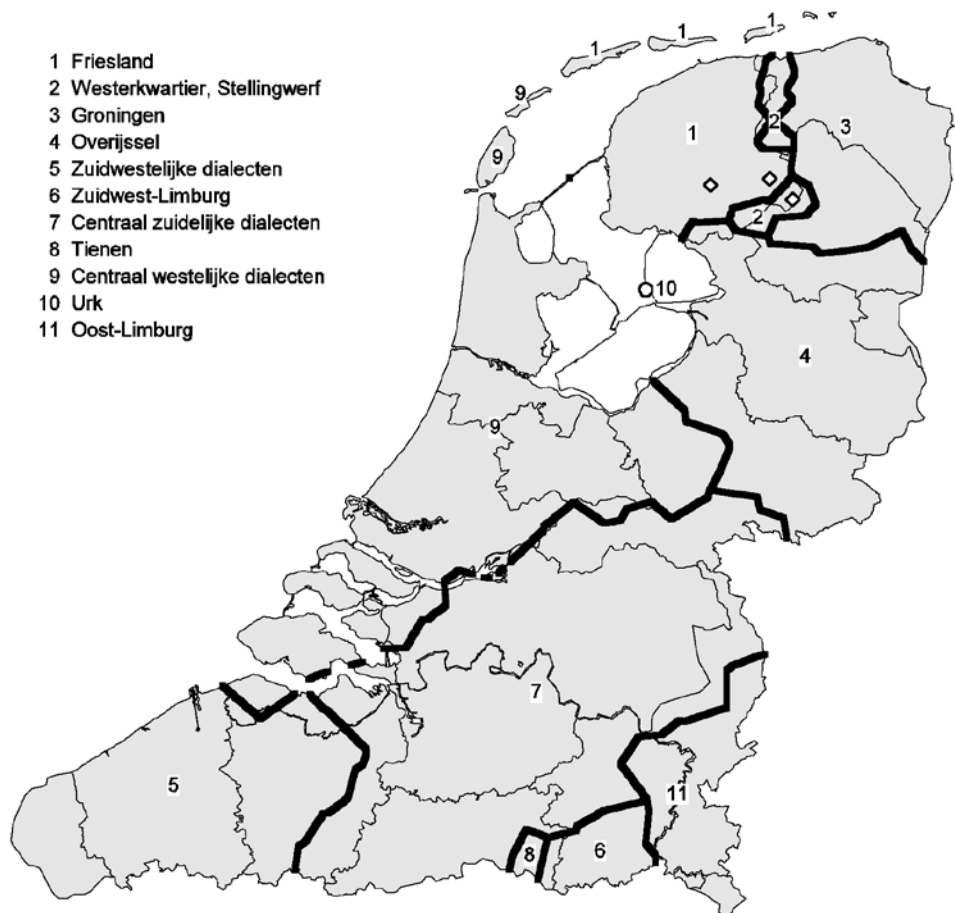 1 Friesland
2 Westerkwartier, Stellingwerf
3 Groningen
4 Overijssel
5 Zuidwestelijke dialecten
6 Zuidwest-Limburg
7 Centraal zuidelijke dialecten
8 Tienen
9 Centraal westelijke dialecten
10 Urk
11 Oost-Limburg
1
1
1
9
1
2
3
9
2
10
4
9
7
5
11
8
6